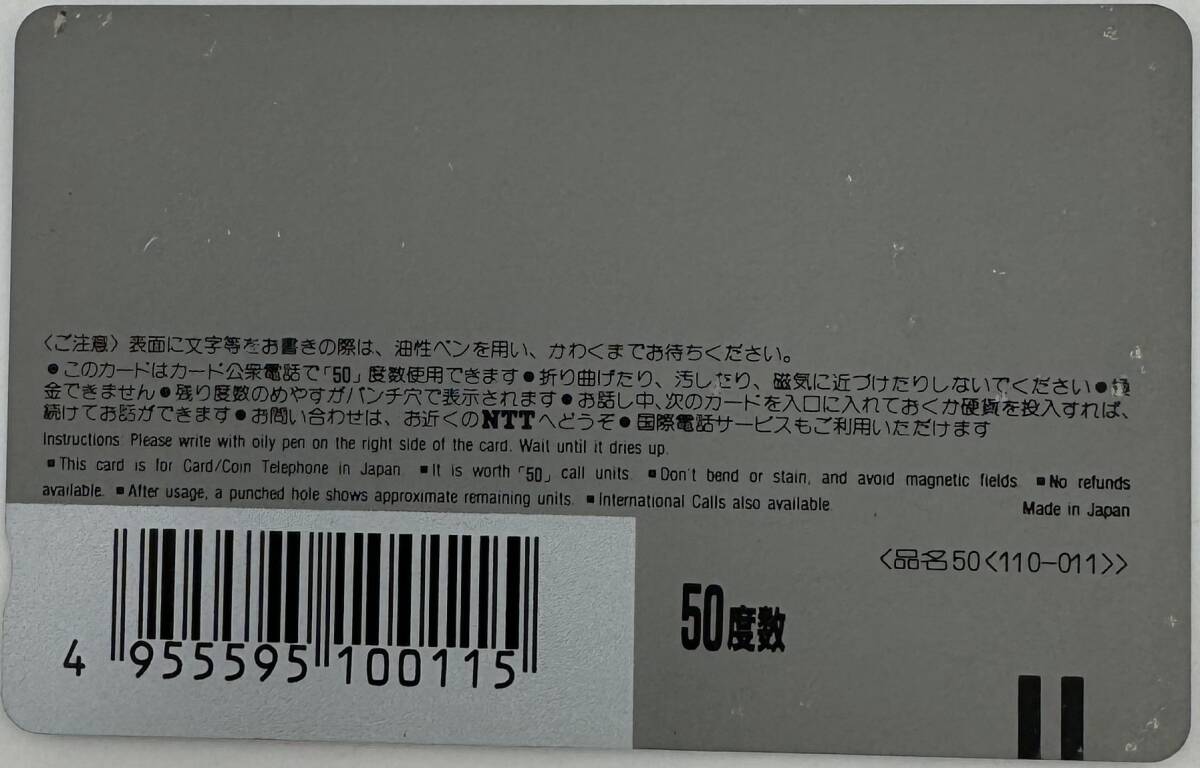 〈ご注意〉表面に文字等をお書きの際は、油性ペンを用い、かわくまでお待ちください。
●このカードはカード公衆電話で「50」度数使用できます●折り曲げたり、汚したり、磁気に近づけたりしないでください●換
金できません●残り度数のめやすがパンチ穴で表示されます●お話し中、次のカードを入口に入れておくか硬貨を投入すれば、
続けてお話ができます●お問い合わせは、お近くのNTTへどうぞ●国際電話サービスもご利用いただけます
Instructions: Please write with oily pen on the right side of the card. Wait until it dries up.
■This card is for Card/Coin Telephone in Japan. ■It is worth「50」call units. ■Don't bend or stain, and avoid magnetic fields. ■No refunds
available. ■After usage, a punched hole shows approximate remaining units. ■International Calls also available.
Made in Japan
〈品名50〈110-011〉〉
50度数
4 955595 100115